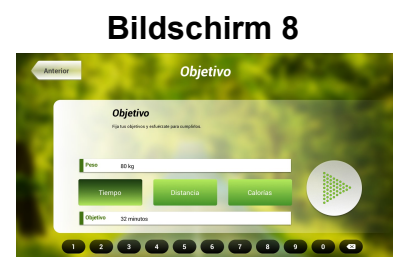 Bildschirm 8
Anterior
Objetivo
Objetivo
Fija tus objetivos y esfuérzate para cumplirlos.
Peso 80 kg
Tiempo Distancia Calorías
Objetivo 32 minutos
1 2 3 4 5 6 7 8 9 0